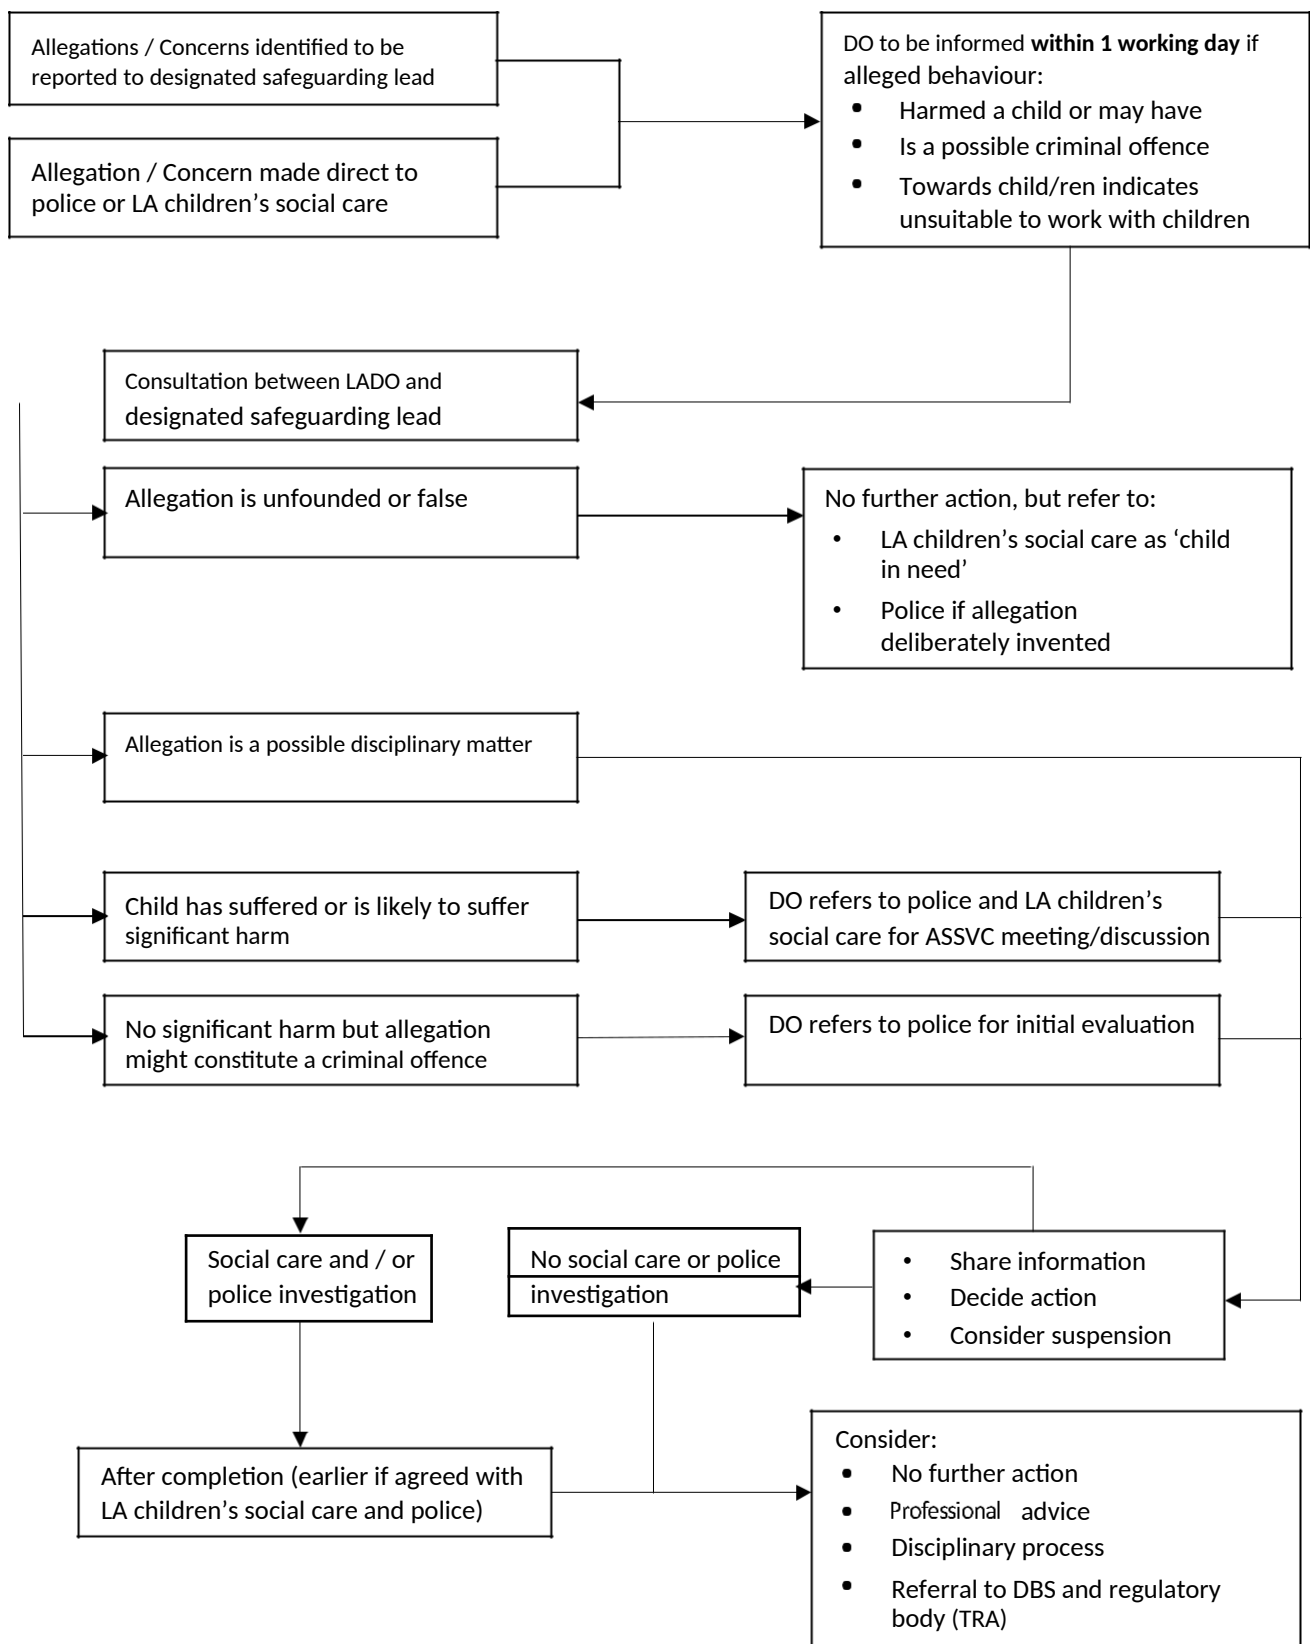 Allegations / Concerns identified to be
reported to designated safeguarding lead
DO to be informed within 1 working day if
alleged behaviour:
▪ Harmed a child or may have
▪ Is a possible criminal offence
▪ Towards child/ren indicates
unsuitable to work with children
Allegation / Concern made direct to
police or LA children’s social care
Consultation between LADO and
designated safeguarding lead
Allegation is unfounded or false
No further action, but refer to:
• LA children’s social care as ‘child
in need’
• Police if allegation
deliberately invented
Allegation is a possible disciplinary matter
Child has suffered or is likely to suffer
significant harm
DO refers to police and LA children’s
social care for ASSVC meeting/discussion
No significant harm but allegation
might constitute a criminal offence
DO refers to police for initial evaluation
Social care and / or
police investigation
No social care or police
investigation
• Share information
• Decide action
• Consider suspension
After completion (earlier if agreed with
LA children’s social care and police)
Consider:
▪ No further action
▪ Professional advice
▪ Disciplinary process
▪ Referral to DBS and regulatory
body (TRA)